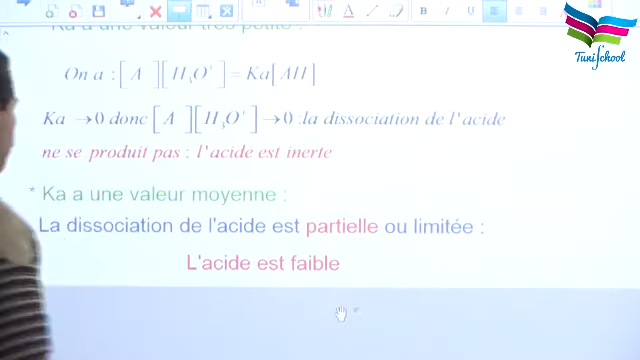 Ka a une valeur très petite :
On a : [ A ] [ H₃O⁺ ] = Ka [ AH ]
Ka → 0 donc [ A ] [ H₃O⁺ ] → 0 : la dissociation de l'acide
ne se produit pas : l'acide est inerte
* Ka a une valeur moyenne :
La dissociation de l'acide est partielle ou limitée :
L'acide est faible
TuniSchool